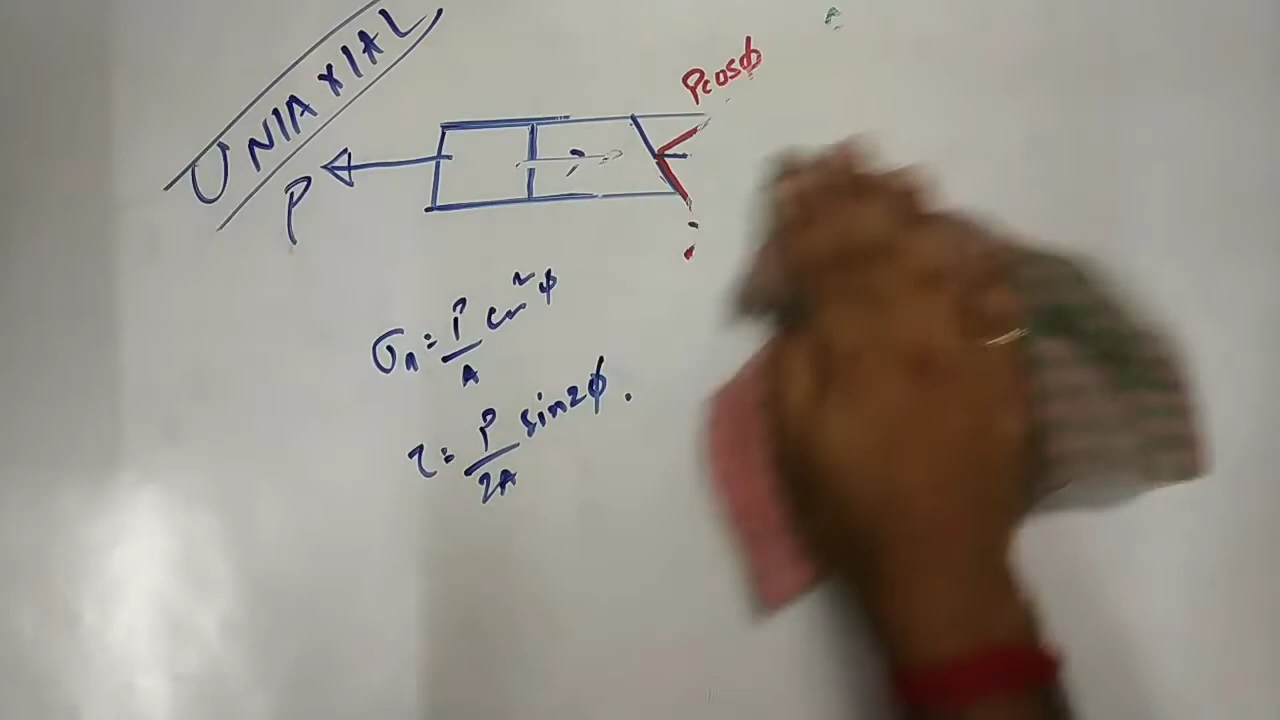 UNIAXIAL
Pcosϕ
P
σn = P/A cos²ϕ
τ = P/2A sin2ϕ.